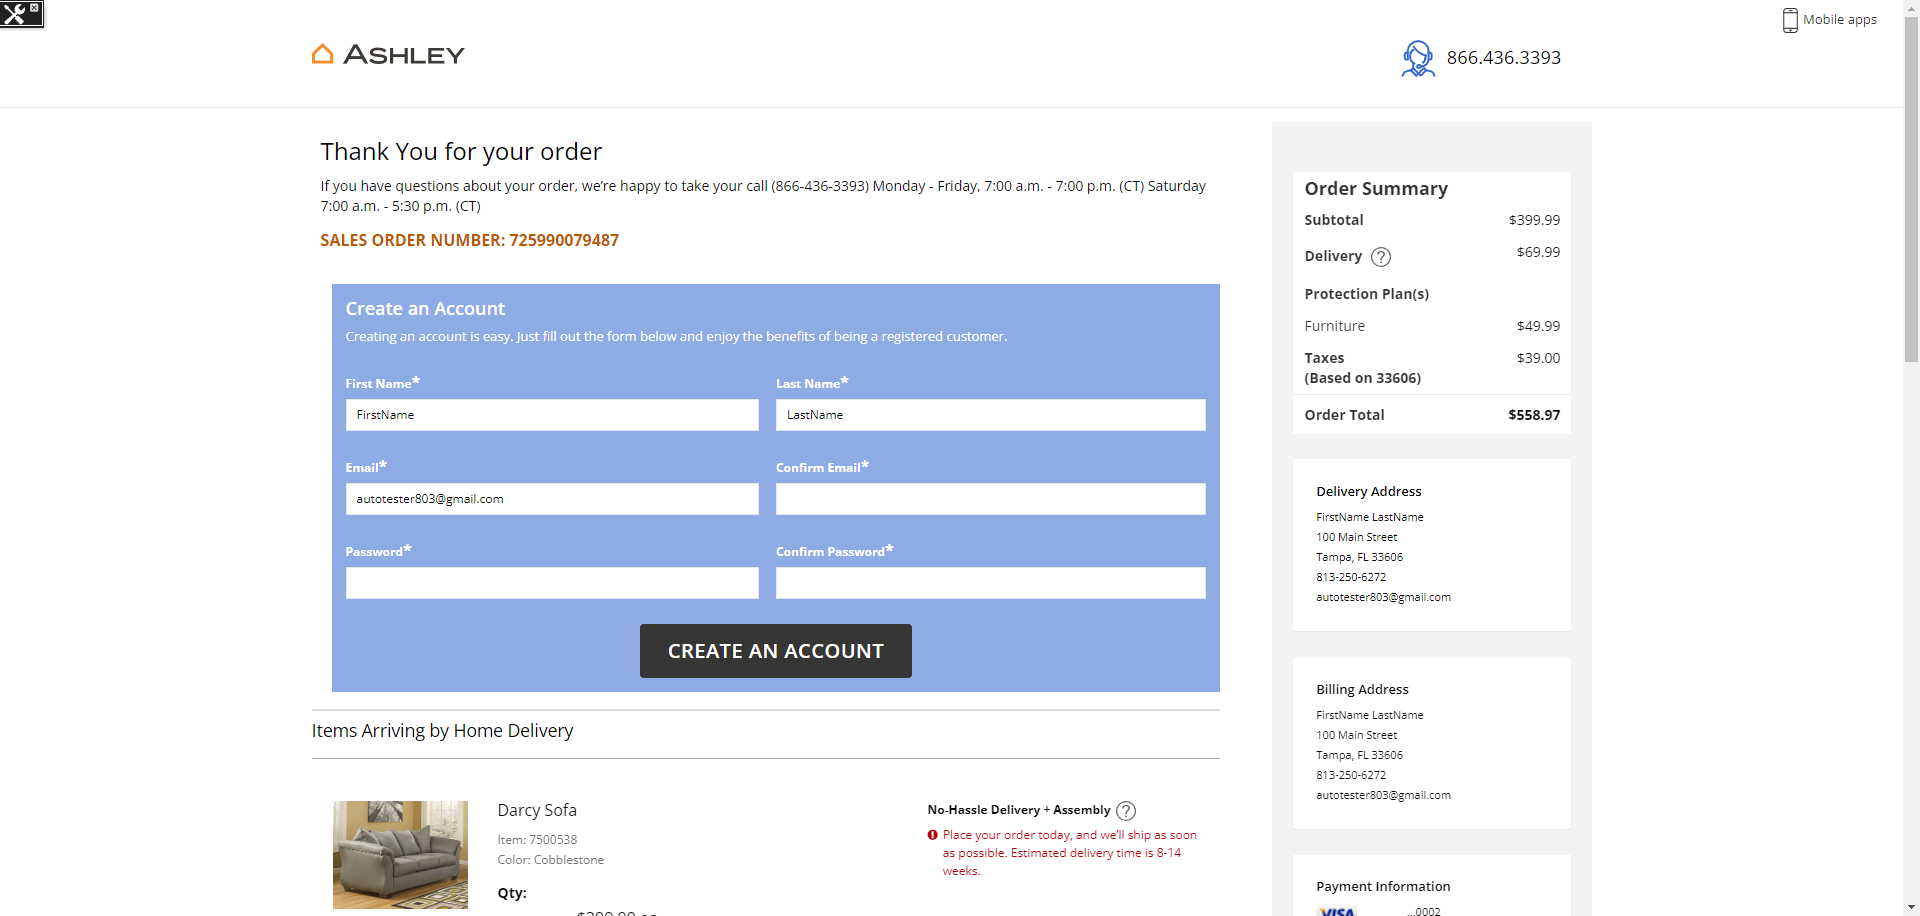 Mobile apps
ASHLEY
866.436.3393
Thank You for your order
If you have questions about your order, we're happy to take your call (866-436-3393) Monday - Friday, 7:00 a.m. - 7:00 p.m. (CT) Saturday
7:00 a.m. - 5:30 p.m. (CT)
SALES ORDER NUMBER: 725990079487
Create an Account
Creating an account is easy. Just fill out the form below and enjoy the benefits of being a registered customer.
First Name*
Last Name*
FirstName
LastName
Email*
Confirm Email*
autotester803@gmail.com
Password*
Confirm Password*
CREATE AN ACCOUNT
Items Arriving by Home Delivery
Darcy Sofa
Item: 7500538
Color: Cobblestone
Qty:
No-Hassle Delivery + Assembly ?
Place your order today, and we'll ship as soon
as possible. Estimated delivery time is 8-14
weeks.
Order Summary
Subtotal $399.99
Delivery ? $69.99
Protection Plan(s)
Furniture $49.99
Taxes $39.00
(Based on 33606)
Order Total $558.97
Delivery Address
FirstName LastName
100 Main Street
Tampa, FL 33606
813-250-6272
autotester803@gmail.com
Billing Address
FirstName LastName
100 Main Street
Tampa, FL 33606
813-250-6272
autotester803@gmail.com
Payment Information
VISA ...0002